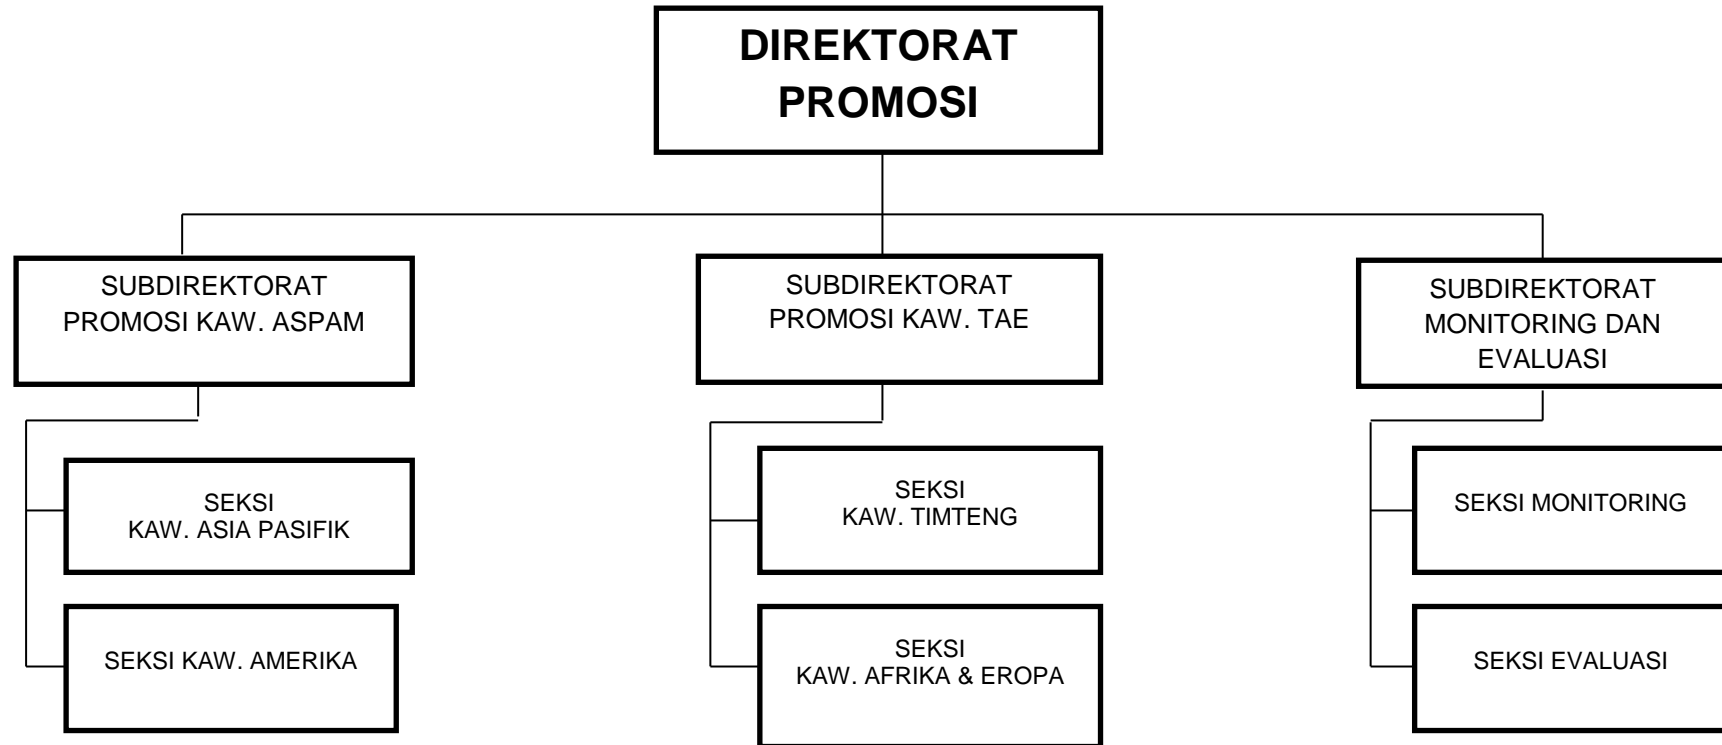 DIREKTORAT
PROMOSI
SUBDIREKTORAT
PROMOSI KAW. ASPAM
SUBDIREKTORAT
PROMOSI KAW. TAE
SUBDIREKTORAT
MONITORING DAN
EVALUASI
SEKSI
KAW. ASIA PASIFIK
SEKSI
KAW. TIMTENG
SEKSI MONITORING
SEKSI KAW. AMERIKA
SEKSI
KAW. AFRIKA & EROPA
SEKSI EVALUASI